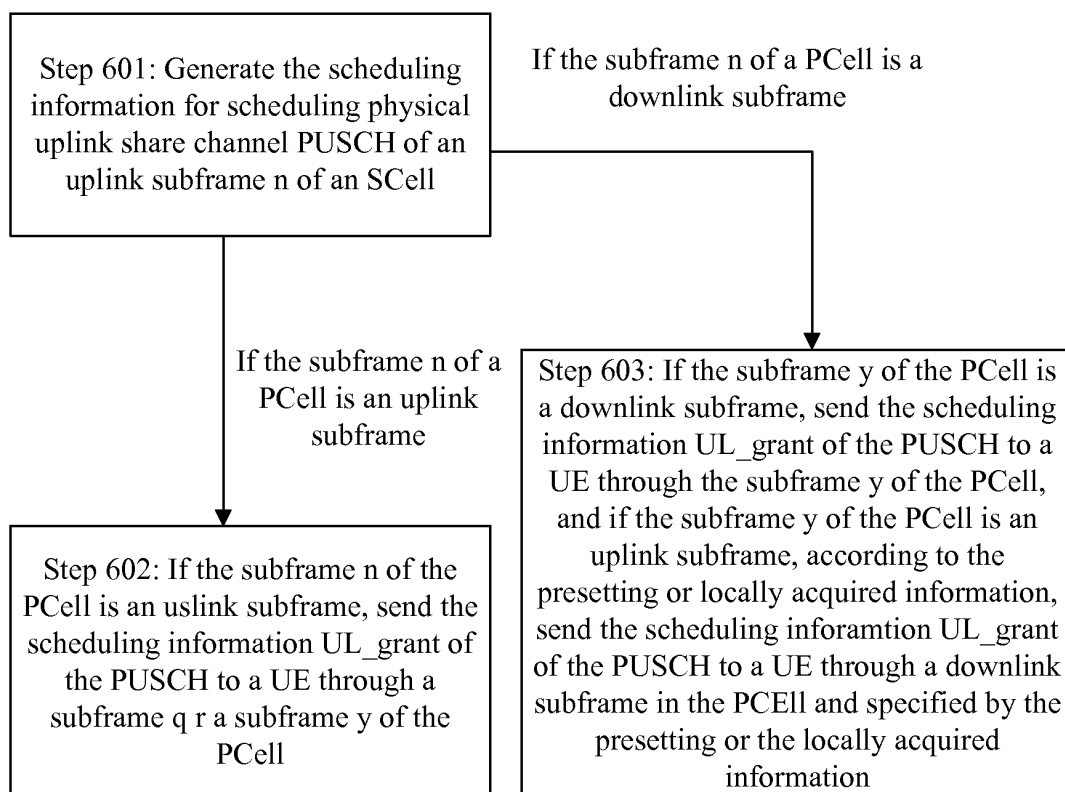 Step 601: Generate the scheduling
information for scheduling physical
uplink share channel PUSCH of an
uplink subframe n of an SCell
If the subframe n of a PCell is a
downlink subframe
If the subframe n of a
PCell is an uplink
subframe
Step 602: If the subframe n of the
PCell is an uslink subframe, send the
scheduling information UL_grant of
the PUSCH to a UE through a
subframe q r a subframe y of the
PCell
Step 603: If the subframe y of the PCell is
a downlink subframe, send the scheduling
information UL_grant of the PUSCH to a
UE through the subframe y of the PCell,
and if the subframe y of the PCell is an
uplink subframe, according to the
presetting or locally acquired information,
send the scheduling inforamtion UL_grant
of the PUSCH to a UE through a downlink
subframe in the PCEll and specified by the
presetting or the locally acquired
information